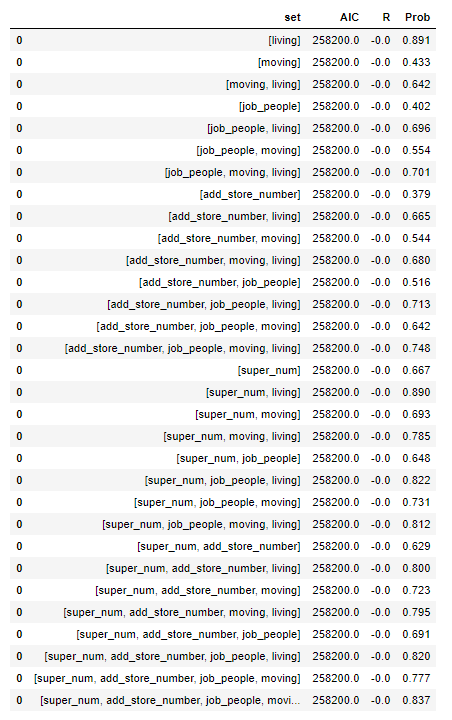 set AIC R Prob
0 [living] 258200.0 -0.0 0.891
0 [moving] 258200.0 -0.0 0.433
0 [moving, living] 258200.0 -0.0 0.642
0 [job_people] 258200.0 -0.0 0.402
0 [job_people, living] 258200.0 -0.0 0.696
0 [job_people, moving] 258200.0 -0.0 0.554
0 [job_people, moving, living] 258200.0 -0.0 0.701
0 [add_store_number] 258200.0 -0.0 0.379
0 [add_store_number, living] 258200.0 -0.0 0.665
0 [add_store_number, moving] 258200.0 -0.0 0.544
0 [add_store_number, moving, living] 258200.0 -0.0 0.680
0 [add_store_number, job_people] 258200.0 -0.0 0.516
0 [add_store_number, job_people, living] 258200.0 -0.0 0.713
0 [add_store_number, job_people, moving] 258200.0 -0.0 0.642
0 [add_store_number, job_people, moving, living] 258200.0 -0.0 0.748
0 [super_num] 258200.0 -0.0 0.667
0 [super_num, living] 258200.0 -0.0 0.890
0 [super_num, moving] 258200.0 -0.0 0.693
0 [super_num, moving, living] 258200.0 -0.0 0.785
0 [super_num, job_people] 258200.0 -0.0 0.648
0 [super_num, job_people, living] 258200.0 -0.0 0.822
0 [super_num, job_people, moving] 258200.0 -0.0 0.731
0 [super_num, job_people, moving, living] 258200.0 -0.0 0.812
0 [super_num, add_store_number] 258200.0 -0.0 0.629
0 [super_num, add_store_number, living] 258200.0 -0.0 0.800
0 [super_num, add_store_number, moving] 258200.0 -0.0 0.723
0 [super_num, add_store_number, moving, living] 258200.0 -0.0 0.795
0 [super_num, add_store_number, job_people] 258200.0 -0.0 0.691
0 [super_num, add_store_number, job_people, living] 258200.0 -0.0 0.820
0 [super_num, add_store_number, job_people, moving] 258200.0 -0.0 0.777
0 [super_num, add_store_number, job_people, movi... 258200.0 -0.0 0.837